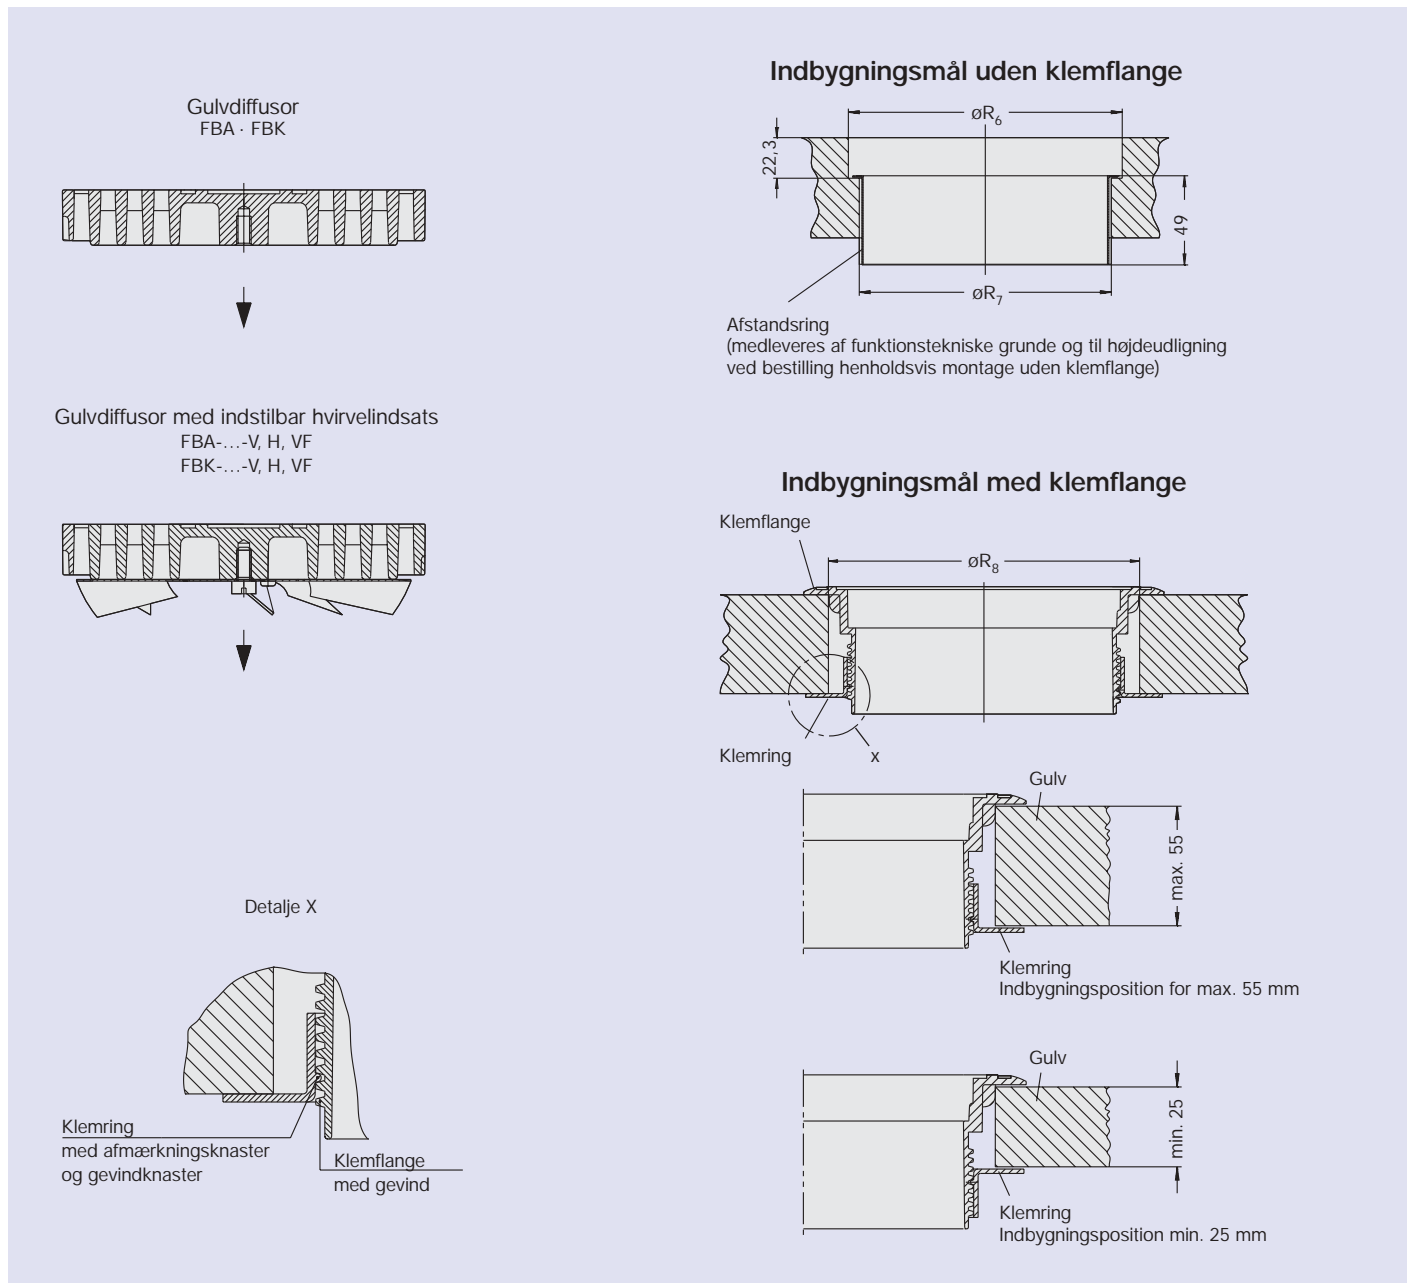 Gulvdiffusor
FBA · FBK
Gulvdiffusor med indstilbar hvirvelindsats
FBA-...-V, H, VF
FBK-...-V, H, VF
Detalje X
Klemring
med afmærkningsknaster
og gevindknaster
Klemflange
med gevind
Indbygningsmål uden klemflange
øR6
22,3
49
øR7
Afstandsring
(medleveres af funktionstekniske grunde og til højdeudligning
ved bestilling henholdsvis montage uden klemflange)
Indbygningsmål med klemflange
Klemflange
øR8
Klemring
x
Gulv
max. 55
Klemring
Indbygningsposition for max. 55 mm
Gulv
min. 25
Klemring
Indbygningsposition min. 25 mm